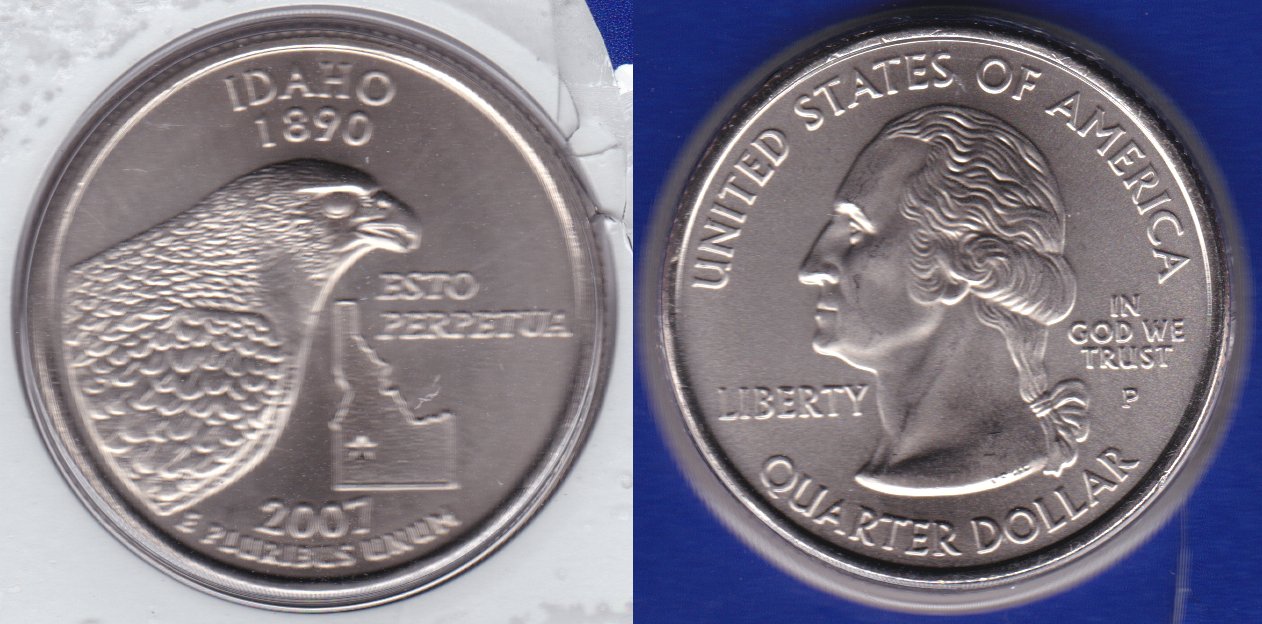 IDAHO
1890
ESTO
PERPETUA
2007
E PLURIBUS UNUM
UNITED STATES OF AMERICA
IN
GOD WE
TRUST
LIBERTY
P
QUARTER DOLLAR